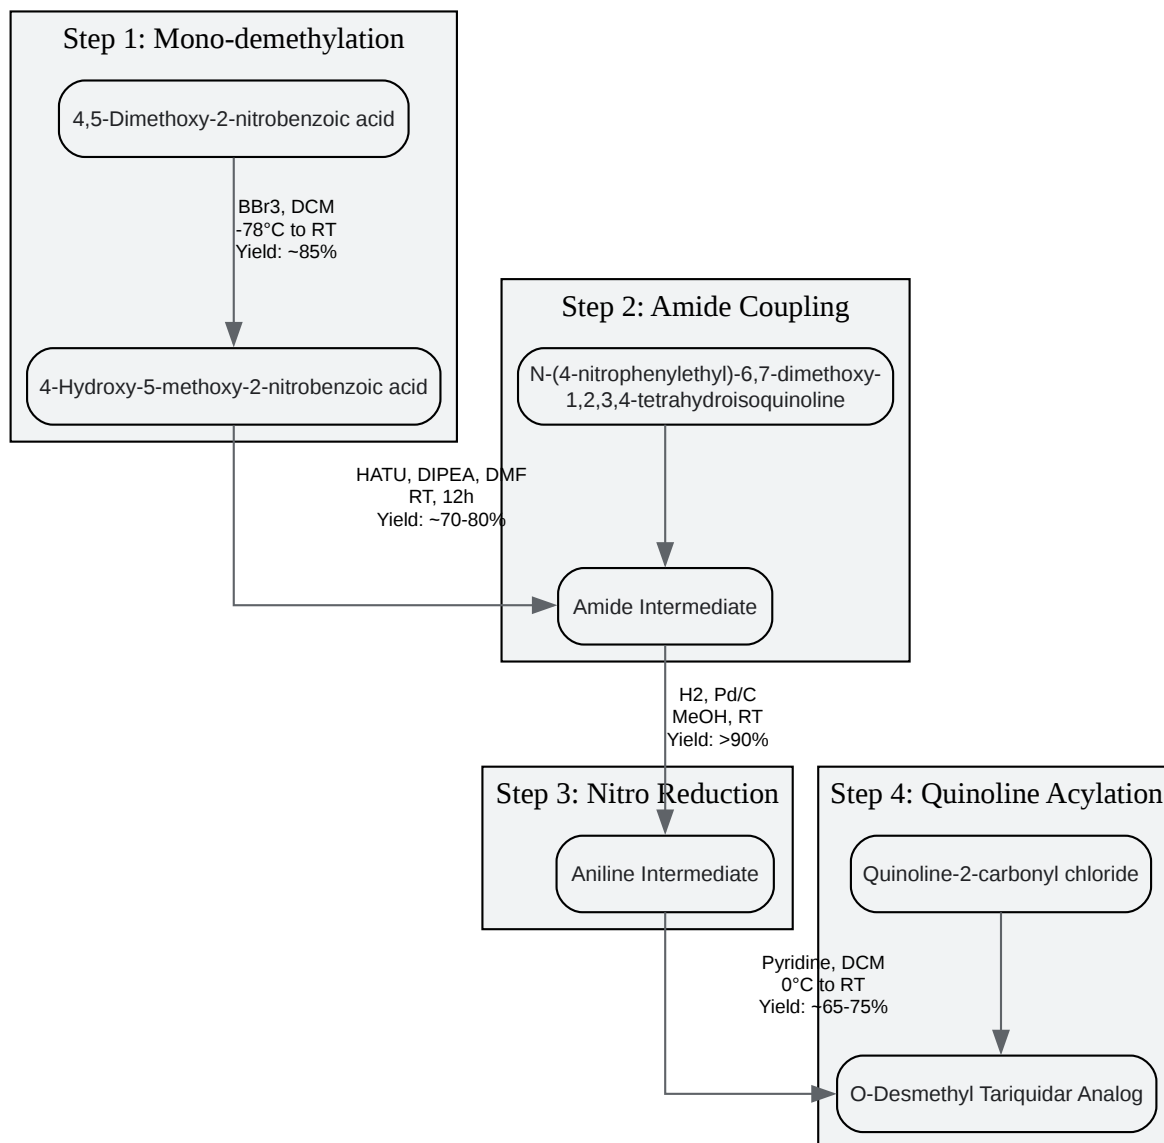 Step 1: Mono-demethylation
4,5-Dimethoxy-2-nitrobenzoic acid
BBr3, DCM
-78°C to RT
Yield: ~85%
4-Hydroxy-5-methoxy-2-nitrobenzoic acid
Step 2: Amide Coupling
N-(4-nitrophenylethyl)-6,7-dimethoxy-
1,2,3,4-tetrahydroisoquinoline
HATU, DIPEA, DMF
RT, 12h
Yield: ~70-80%
Amide Intermediate
H2, Pd/C
MeOH, RT
Yield: >90%
Step 3: Nitro Reduction
Aniline Intermediate
Step 4: Quinoline Acylation
Quinoline-2-carbonyl chloride
Pyridine, DCM
0°C to RT
Yield: ~65-75%
O-Desmethyl Tariquidar Analog